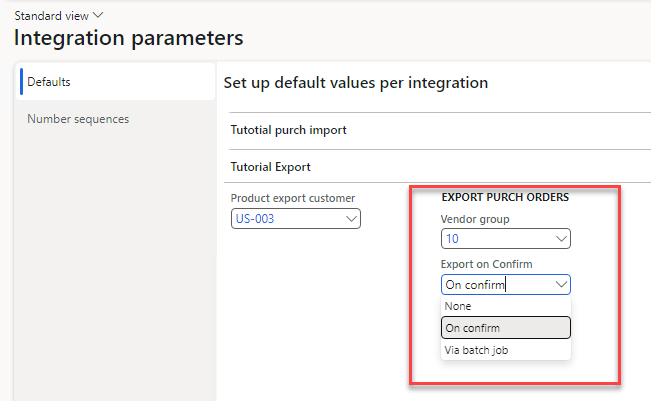 Standard view
Integration parameters
Defaults
Number sequences
Set up default values per integration
Tutotial purch import
Tutorial Export
Product export customer
US-003
EXPORT PURCH ORDERS
Vendor group
10
Export on Confirm
On confirm
None
On confirm
Via batch job